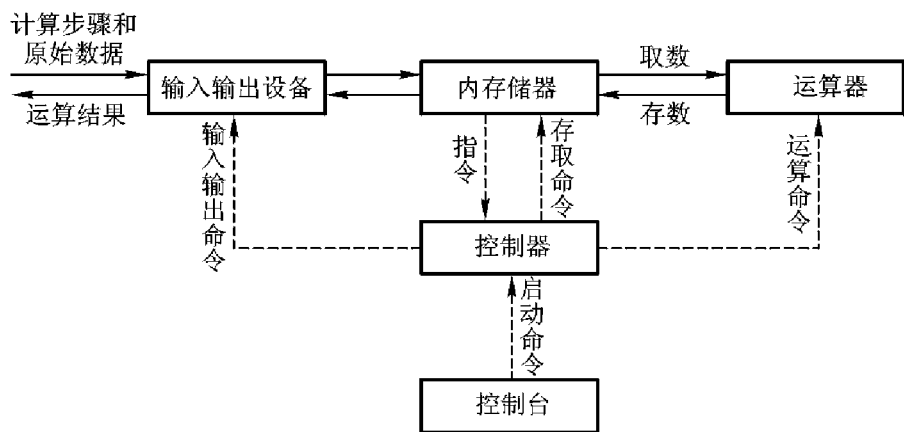 计算步骤和
原始数据
运算结果
输入输出设备
内存储器
取数
存数
运算器
输入输出命令
指令
存取命令
运算命令
控制器
启动命令
控制台